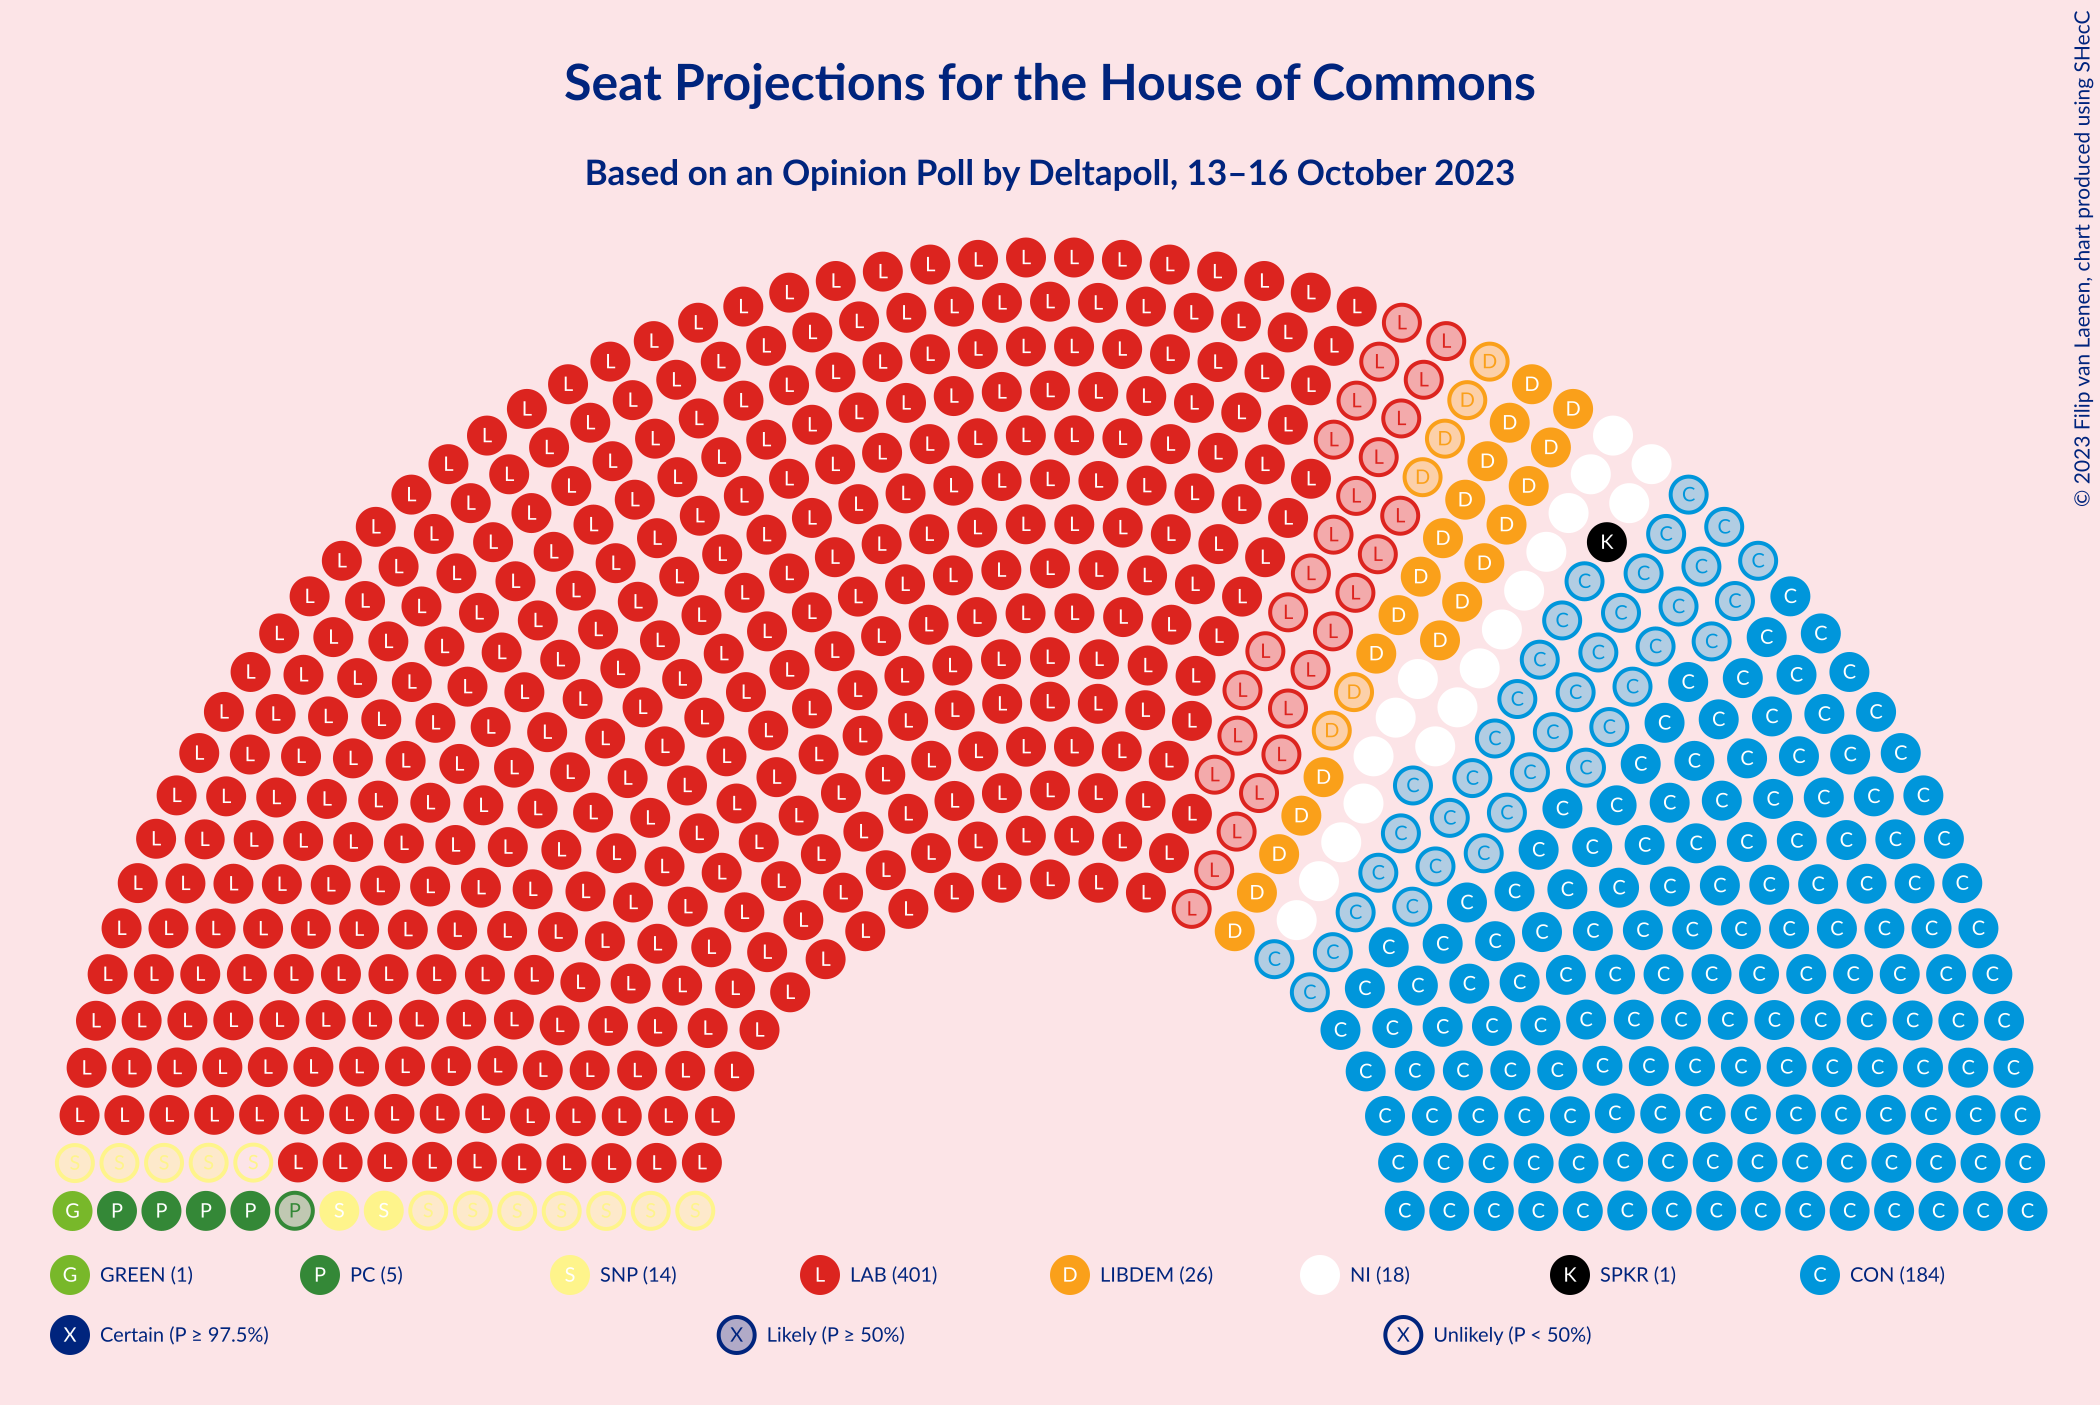 Seat Projections for the House of Commons
Based on an Opinion Poll by Deltapoll, 13–16 October 2023
© 2023 Filip van Laenen, chart produced using SHecC
G GREEN (1) P PC (5) S SNP (14) L LAB (401) D LIBDEM (26) NI (18) K SPKR (1) C CON (184)
X Certain (P ≥ 97.5%) X Likely (P ≥ 50%) X Unlikely (P < 50%)